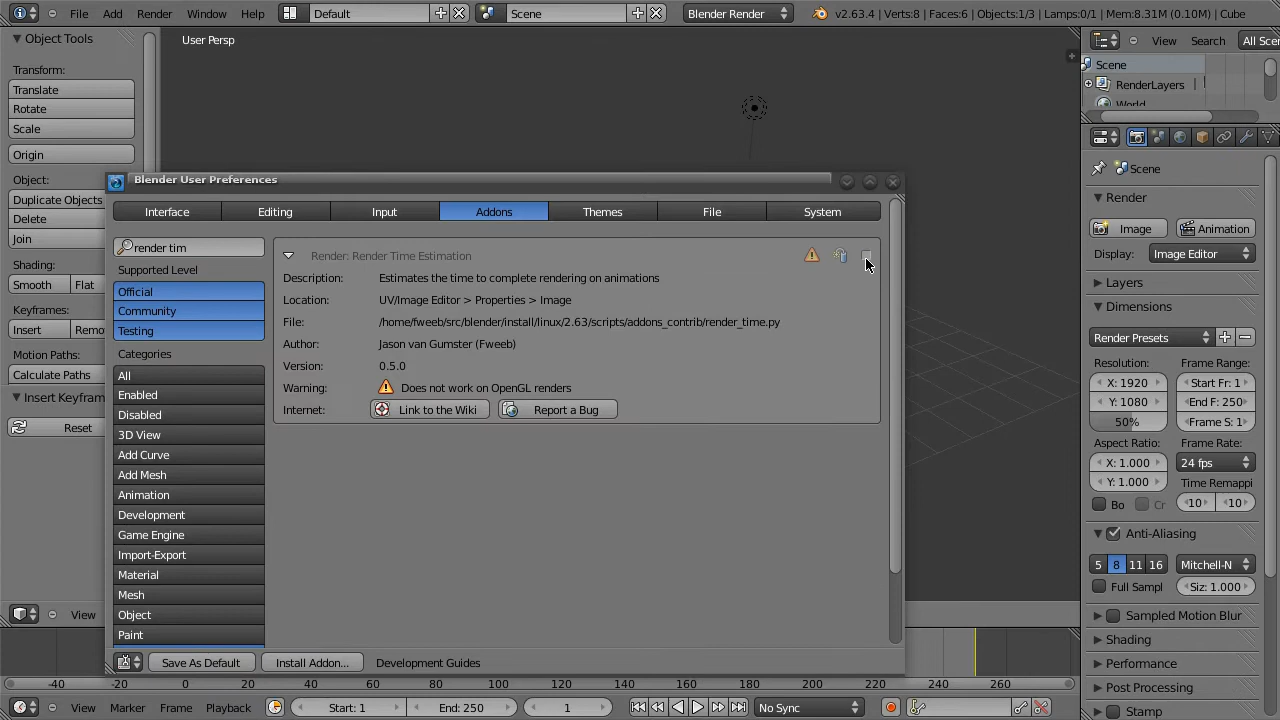 File Add Render Window Help Default Scene Blender Render v2.63.4 | Verts:8 | Faces:6 | Objects:1/3 | Lamps:0/1 | Mem:8.31M (0.10M) | Cube
Object Tools
Transform:
Translate
Rotate
Scale
Origin
Object:
Duplicate Objects
Delete
Join
Shading:
Smooth Flat
Keyframes:
Insert Remo
Motion Paths:
Calculate Paths
Insert Keyfram
Reset
User Persp
Blender User Preferences
Interface Editing Input Addons Themes File System
render tim
Supported Level
Official
Community
Testing
Categories
All
Enabled
Disabled
3D View
Add Curve
Add Mesh
Animation
Development
Game Engine
Import-Export
Material
Mesh
Object
Paint
Render: Render Time Estimation
Description: Estimates the time to complete rendering on animations
Location: UV/Image Editor > Properties > Image
File: /home/fweeb/src/blender/install/linux/2.63/scripts/addons_contrib/render_time.py
Author: Jason van Gumster (Fweeb)
Version: 0.5.0
Warning: Does not work on OpenGL renders
Internet: Link to the Wiki Report a Bug
Save As Default Install Addon... Development Guides
View Search All Scen
Scene
RenderLayers
World
Scene
Render
Image Animation
Display: Image Editor
Layers
Dimensions
Render Presets
Resolution: Frame Range:
X: 1920 Start Fr: 1
Y: 1080 End F: 250
50% Frame S: 1
Aspect Ratio: Frame Rate:
X: 1.000 24 fps
Y: 1.000 Time Remappi
Bo Cr 10 10
Anti-Aliasing
5 8 11 16 Mitchell-N
Full Sampl Siz: 1.000
Sampled Motion Blur
Shading
Performance
Post Processing
Stamp
View
-40 -20 0 20 40 60 80 100 120 140 160 180 200 220 240 260
View Marker Frame Playback Start: 1 End: 250 1 No Sync